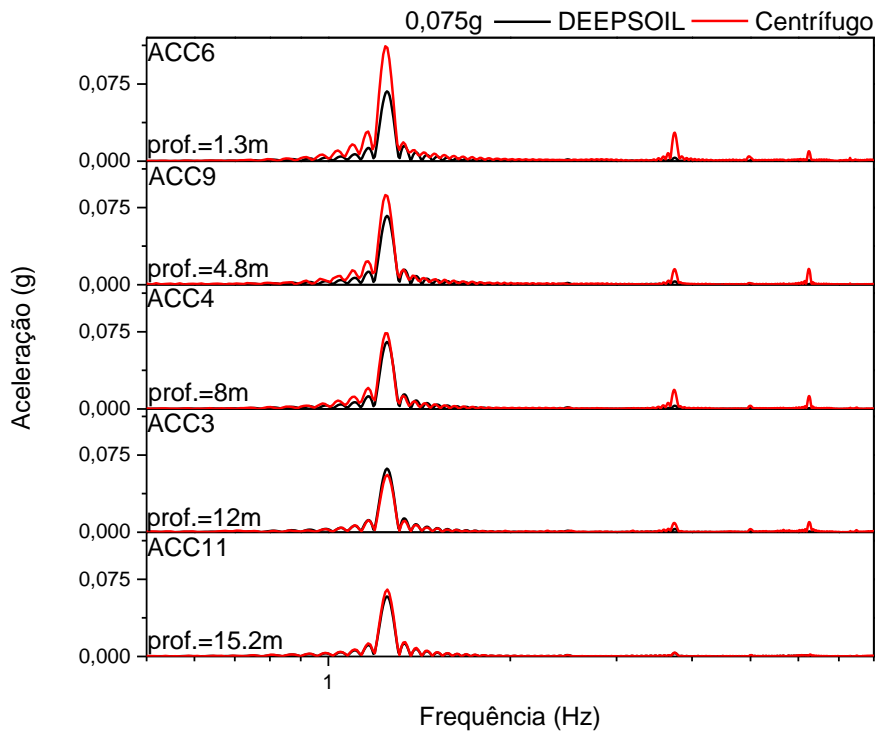 0,075g DEEPSOIL Centrífugo
ACC6
0,075
prof.=1.3m
0,000
ACC9
0,075
prof.=4.8m
0,000
ACC4
0,075
prof.=8m
0,000
ACC3
0,075
prof.=12m
0,000
ACC11
0,075
prof.=15.2m
0,000
1
Aceleração (g)
Frequência (Hz)